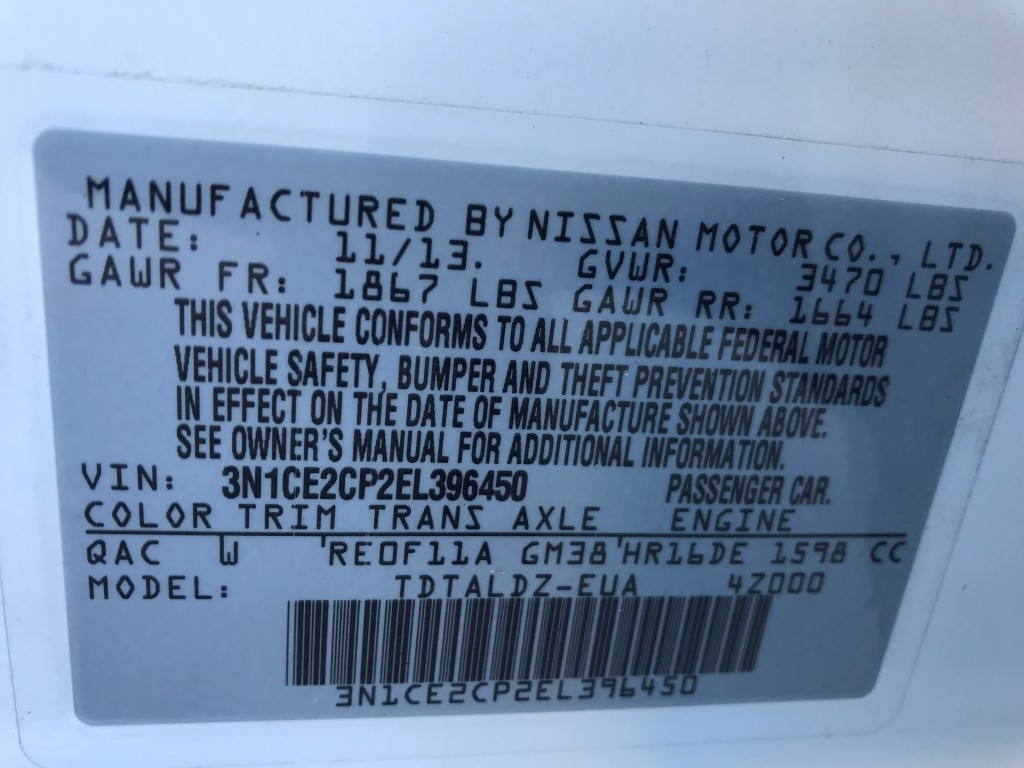 MANUFACTURED BY NISSAN MOTOR CO., LTD.
DATE: 11/13. GVWR: 3470 LBS
GAWR FR: 1867 LBS GAWR RR: 1664 LBS
THIS VEHICLE CONFORMS TO ALL APPLICABLE FEDERAL MOTOR
VEHICLE SAFETY, BUMPER AND THEFT PREVENTION STANDARDS
IN EFFECT ON THE DATE OF MANUFACTURE SHOWN ABOVE.
SEE OWNER'S MANUAL FOR ADDITIONAL INFORMATION.
VIN: 3N1CE2CP2EL396450 PASSENGER CAR.
COLOR TRIM TRANS AXLE ENGINE
QAC W 'RE0F11A GM38'HR16DE 1598 CC
MODEL: TDTALDZ-EUA 4Z000
3N1CE2CP2EL396450